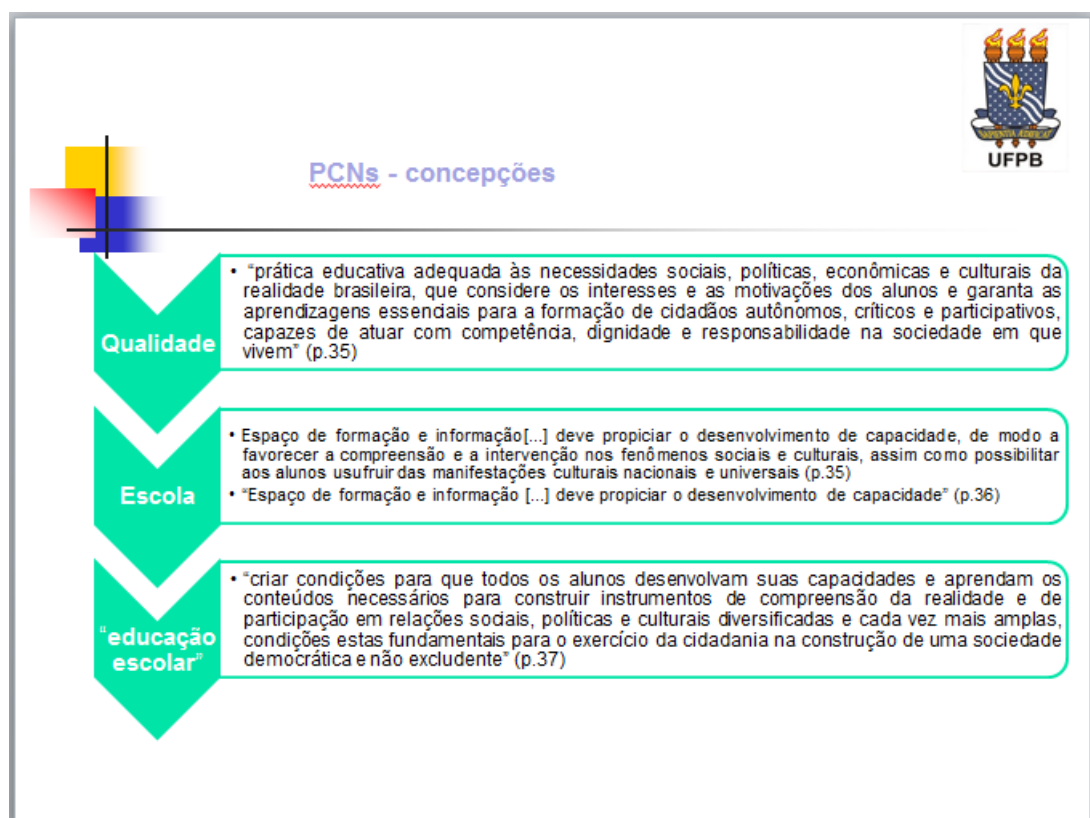 UFPB
PCNs - concepções
Qualidade
• “prática educativa adequada às necessidades sociais, políticas, econômicas e culturais da
realidade brasileira, que considere os interesses e as motivações dos alunos e garanta as
aprendizagens essenciais para a formação de cidadãos autônomos, críticos e participativos,
capazes de atuar com competência, dignidade e responsabilidade na sociedade em que
vivem” (p.35)
Escola
• Espaço de formação e informação[...] deve propiciar o desenvolvimento de capacidade, de modo a
favorecer a compreensão e a intervenção nos fenômenos sociais e culturais, assim como possibilitar
aos alunos usufruir das manifestações culturais nacionais e universais (p.35)
• “Espaço de formação e informação [...] deve propiciar o desenvolvimento de capacidade” (p.36)
“educação
escolar”
• “criar condições para que todos os alunos desenvolvam suas capacidades e aprendam os
conteúdos necessários para construir instrumentos de compreensão da realidade e de
participação em relações sociais, políticas e culturais diversificadas e cada vez mais amplas,
condições estas fundamentais para o exercício da cidadania na construção de uma sociedade
democrática e não excludente” (p.37)